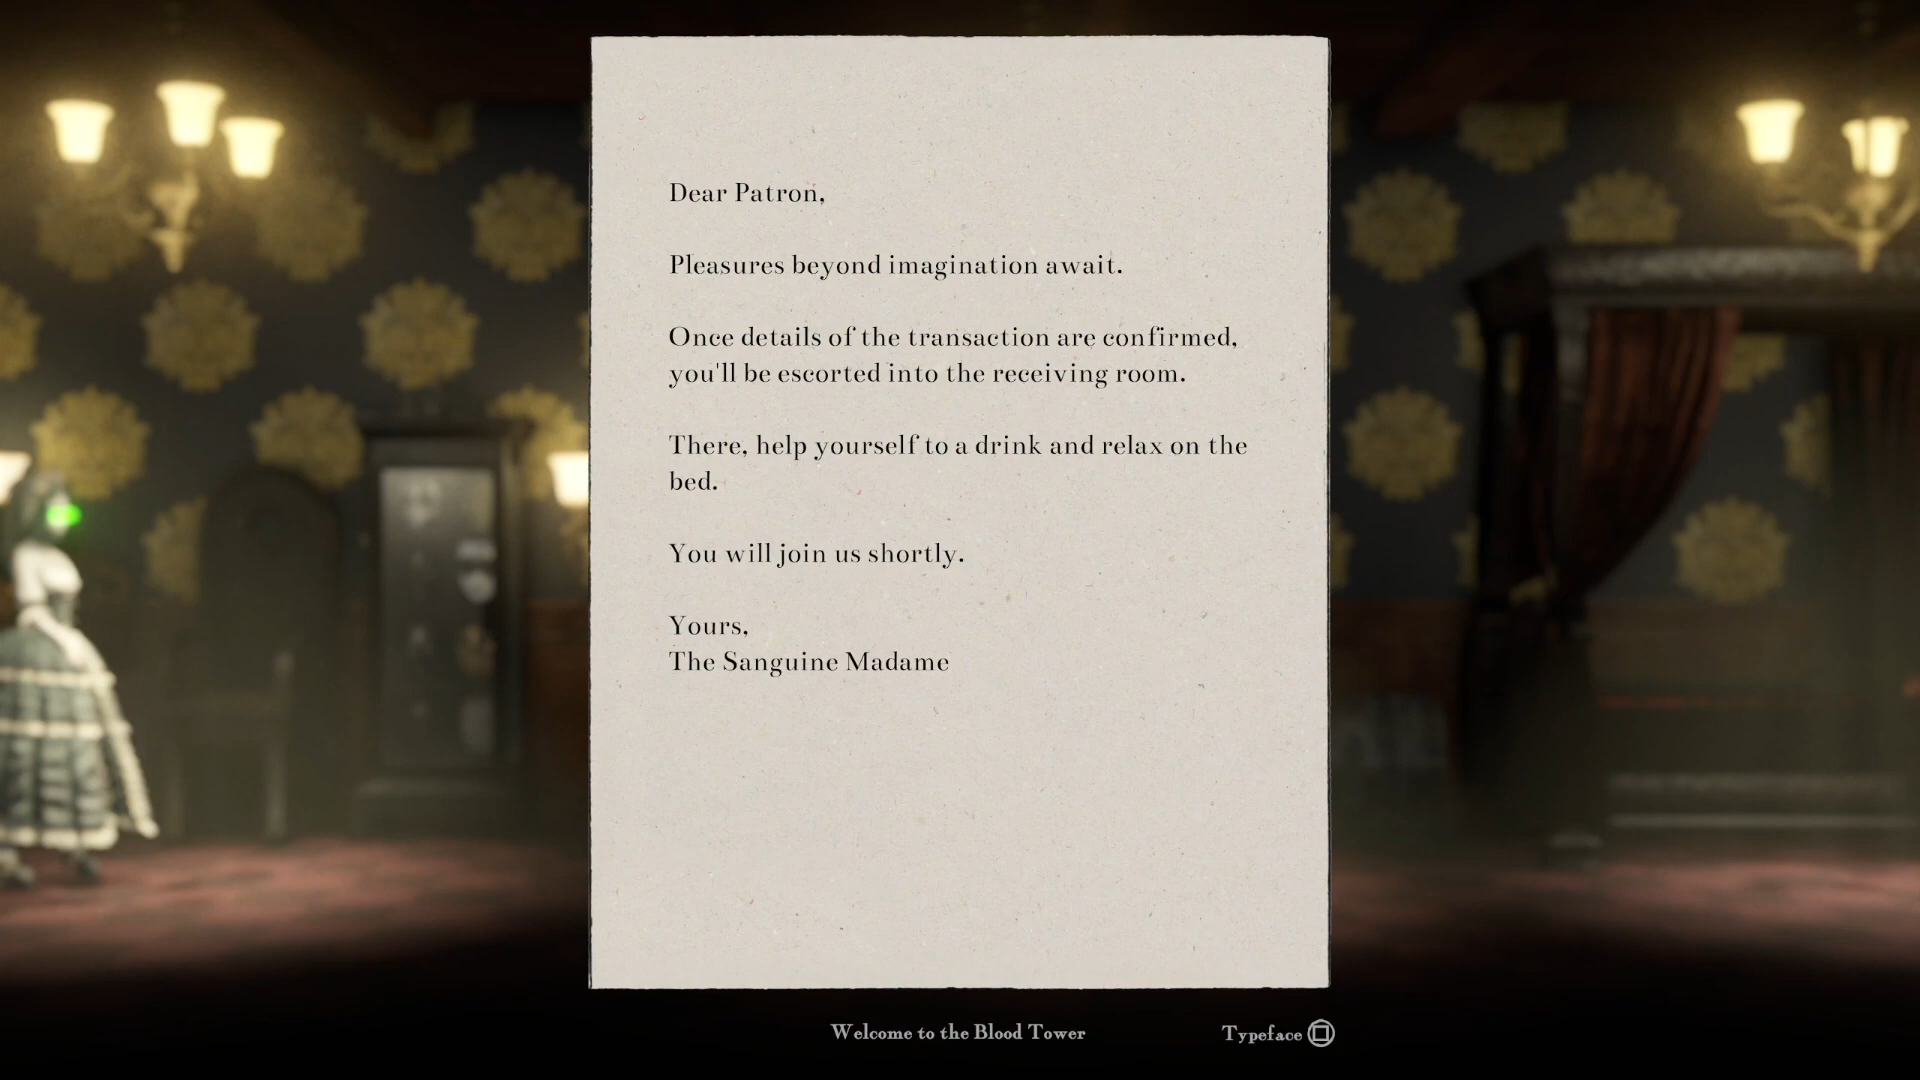 Dear Patron,
Pleasures beyond imagination await.
Once details of the transaction are confirmed,
you'll be escorted into the receiving room.
There, help yourself to a drink and relax on the
bed.
You will join us shortly.
Yours,
The Sanguine Madame
Welcome to the Blood Tower
Typeface